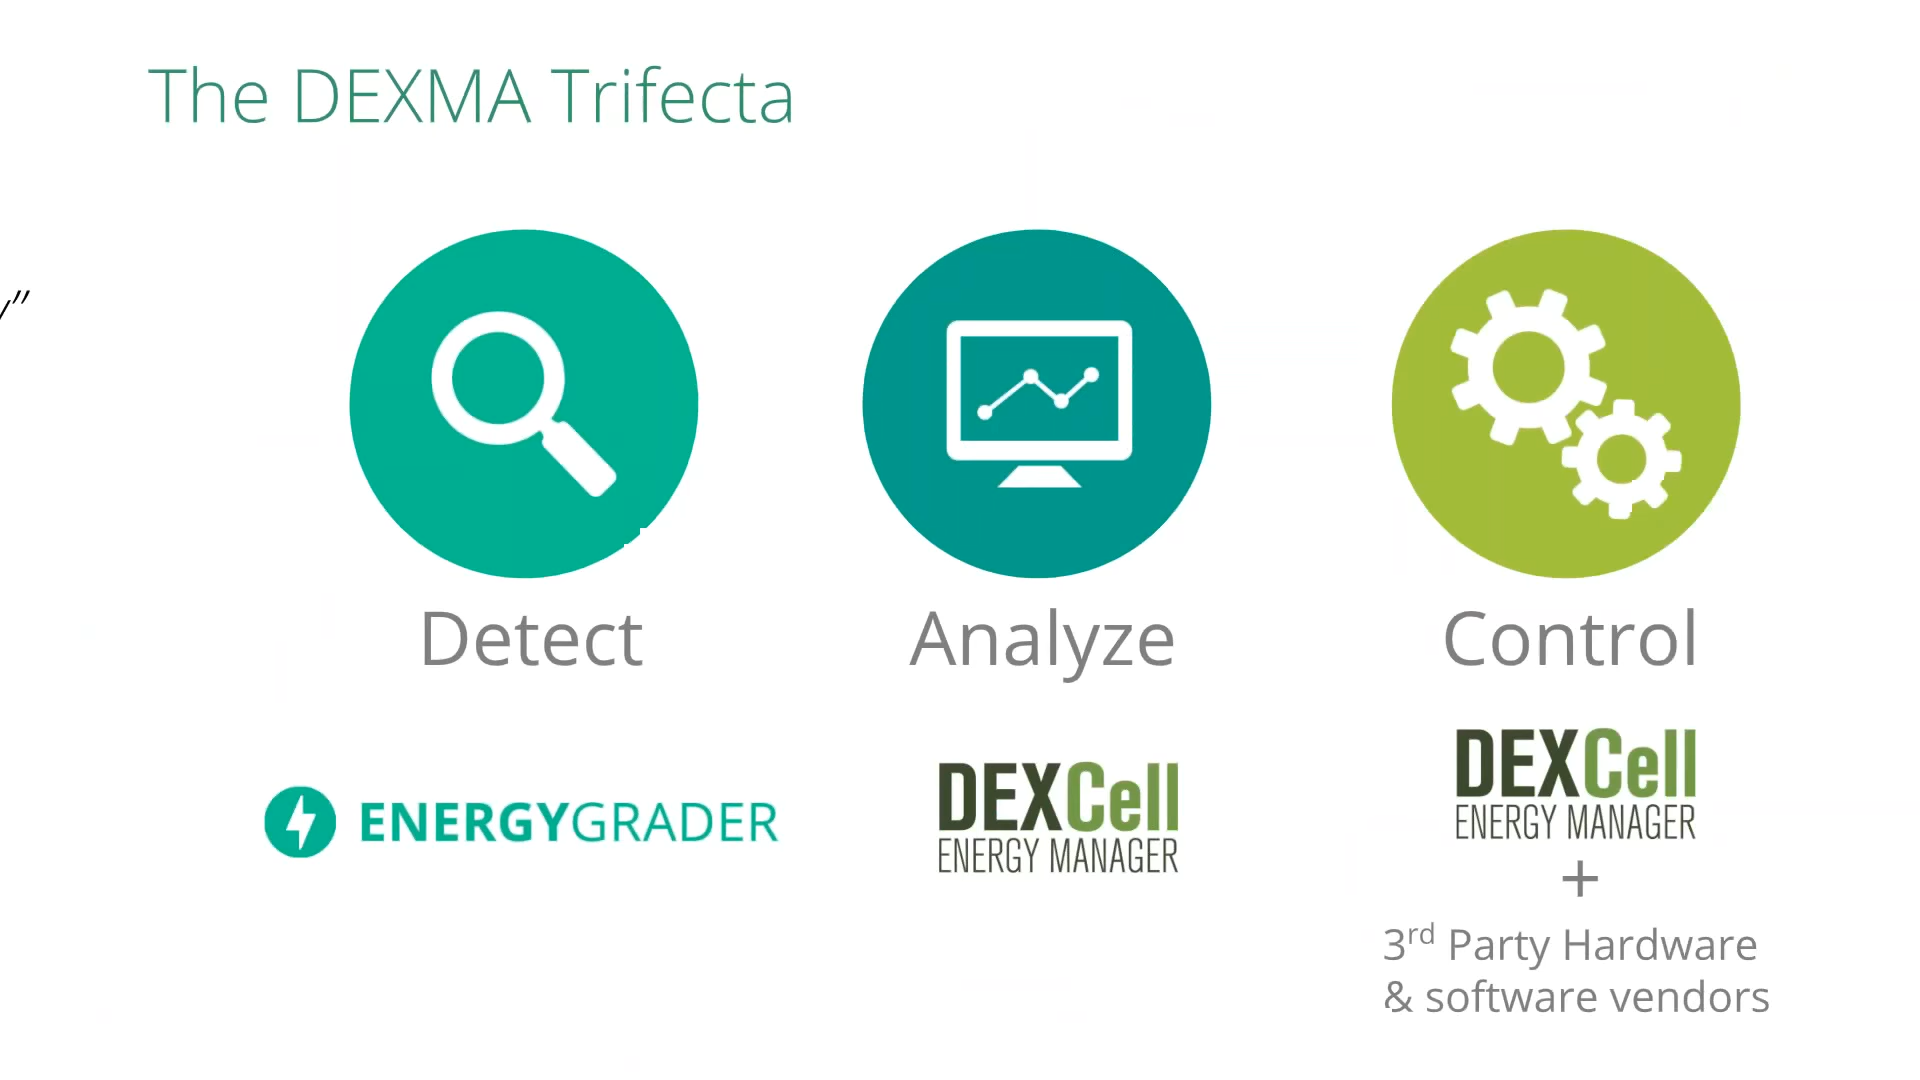 The DEXMA Trifecta
y”
Detect
Analyze
Control
ENERGYGRADER
DEXCell
ENERGY MANAGER
DEXCell
ENERGY MANAGER
+
3rd Party Hardware
& software vendors